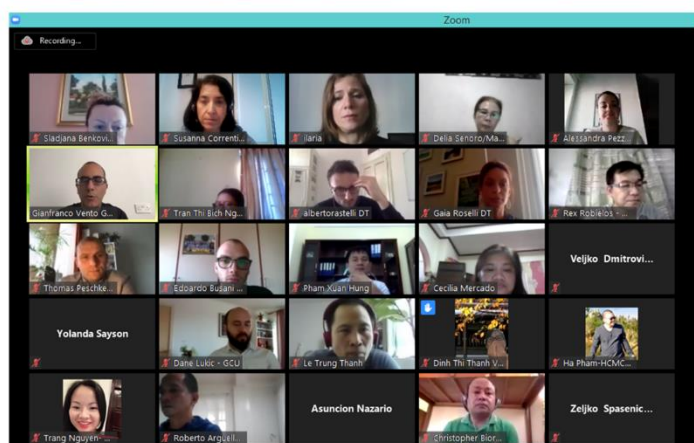 Zoom
Recording...
Sladjana Benkovi...
Susanna Correnti...
ilaria
Delia Senoro/Ma...
Alessandra Pezz...
Gianfranco Vento G...
Tran Thi Bich Ng...
albertorastelli DT
Gaia Roselli DT
Rex Robielos - ...
Thomas Peschke...
Edoardo Busani ...
Pham Xuan Hung
Cecilia Mercado
Veljko Dmitrovi...
Yolanda Sayson
Dane Lukic - GCU
Le Trung Thanh
Dinh Thi Thanh V...
Ha Pham-HCMC...
Trang Nguyen- ...
Roberto Arguell...
Asuncion Nazario
Christopher Bior...
Zeljko Spasenic...